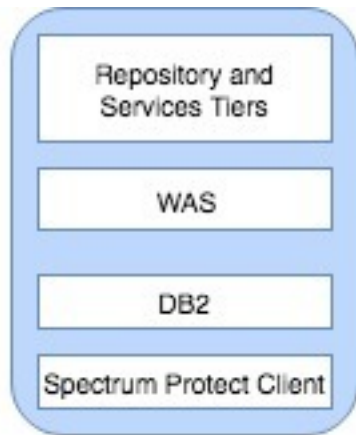 Repository and
Services Tiers
WAS
DB2
Spectrum Protect Client